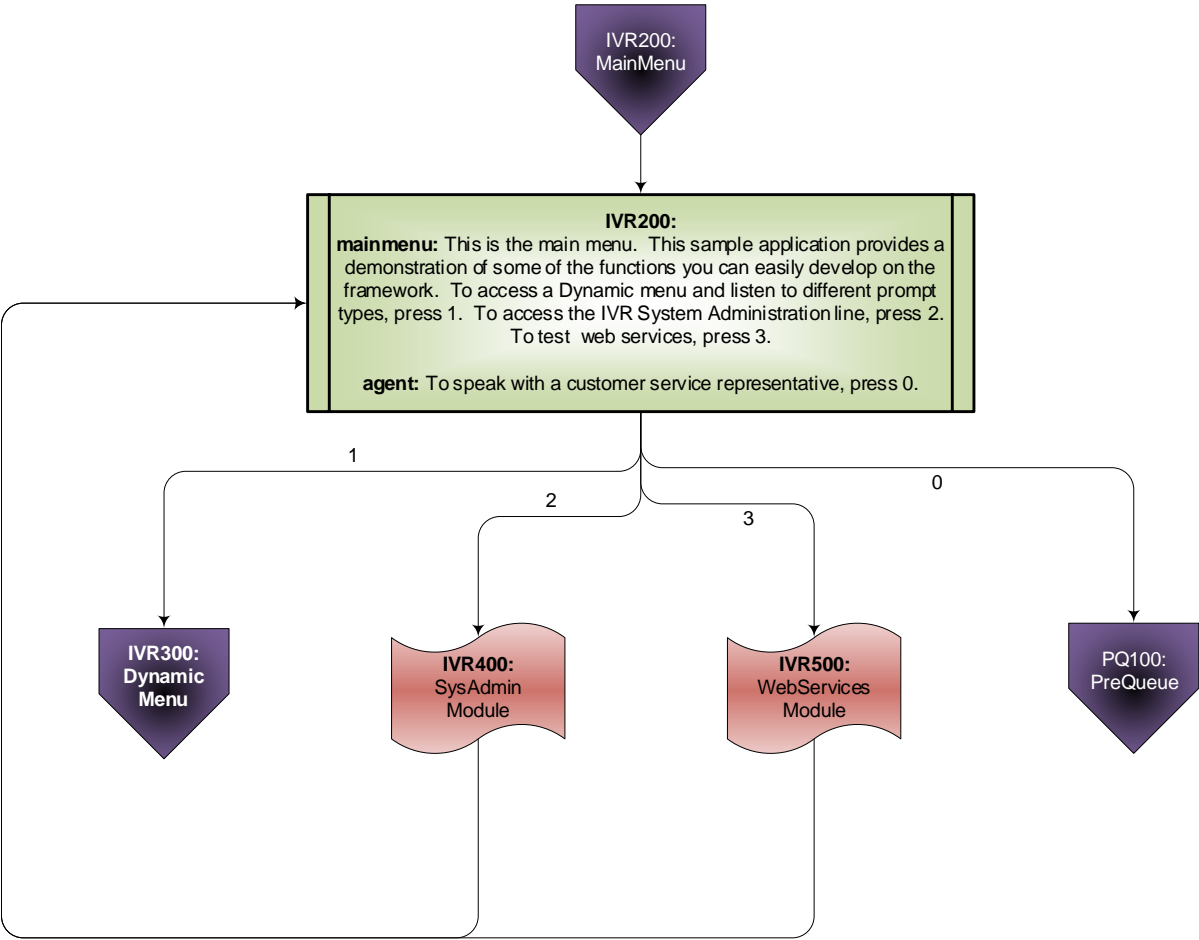 IVR200:
MainMenu
IVR200:
mainmenu: This is the main menu. This sample application provides a
demonstration of some of the functions you can easily develop on the
framework. To access a Dynamic menu and listen to different prompt
types, press 1. To access the IVR System Administration line, press 2.
To test web services, press 3.
agent: To speak with a customer service representative, press 0.
1
2
3
0
IVR300:
Dynamic
Menu
IVR400:
SysAdmin
Module
IVR500:
WebServices
Module
PQ100:
PreQueue